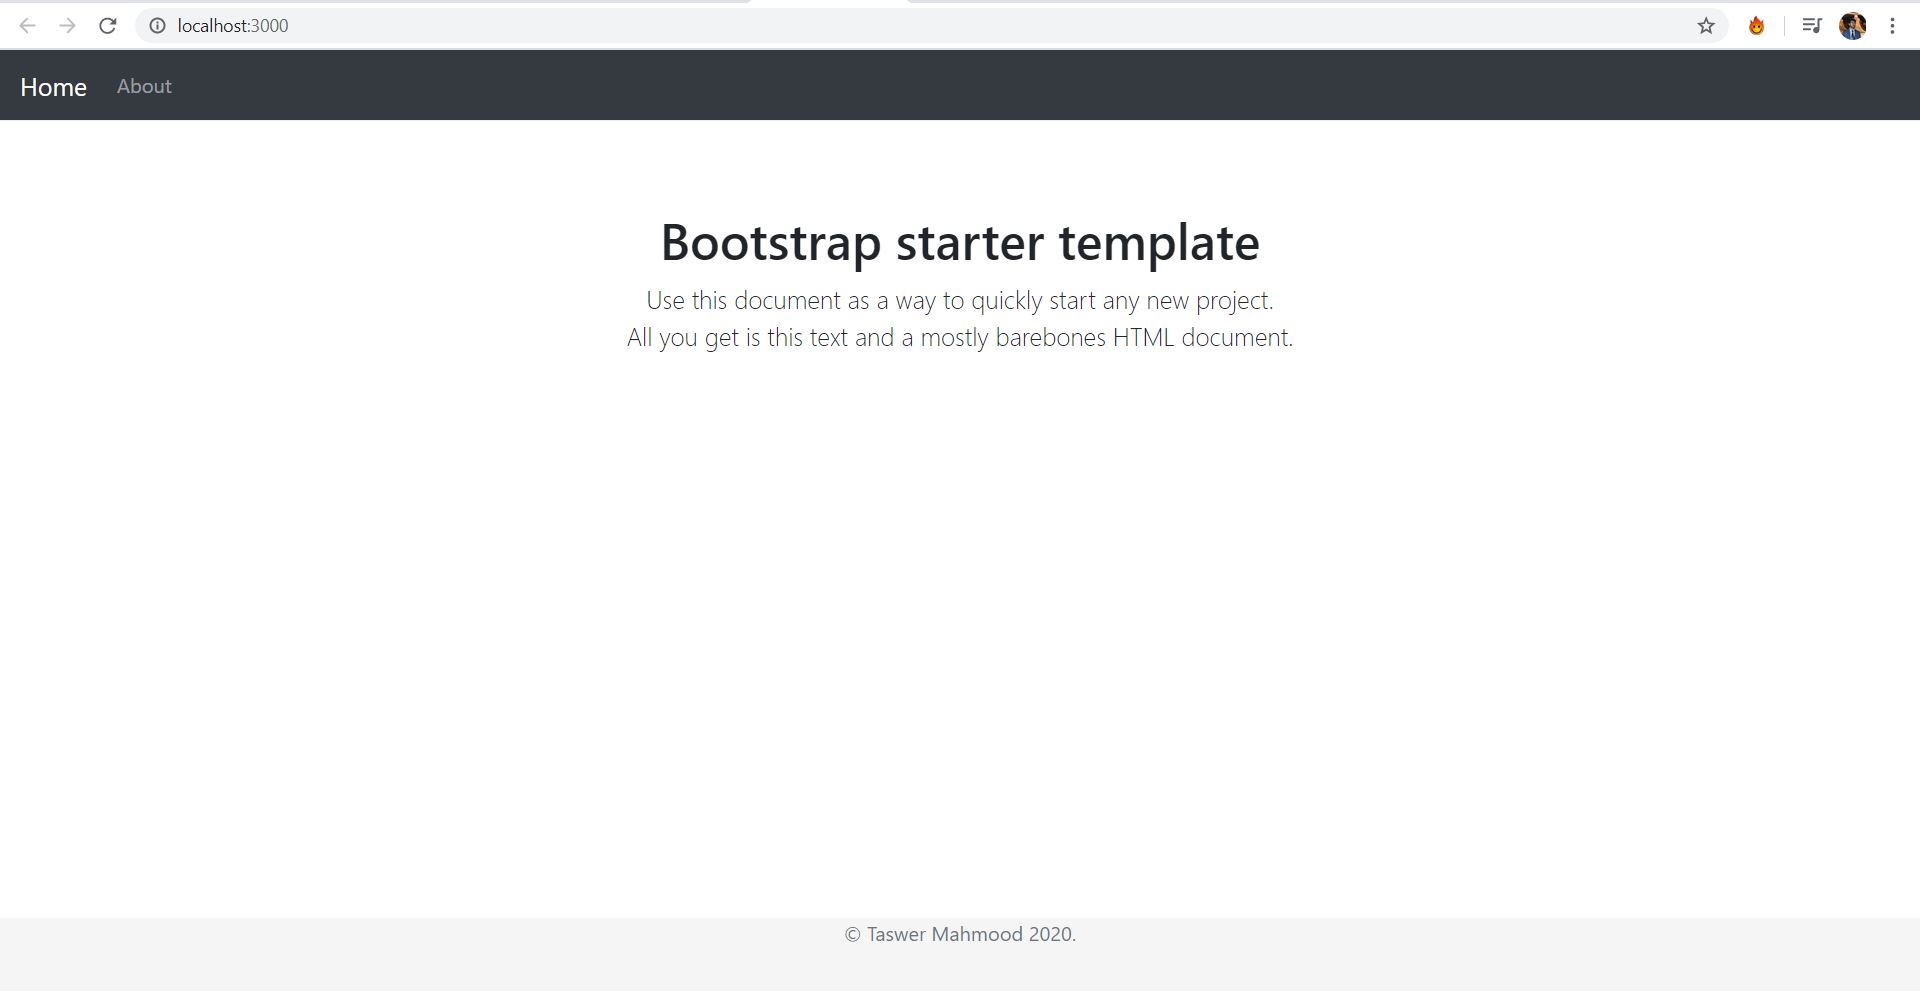 localhost:3000
Home About
Bootstrap starter template
Use this document as a way to quickly start any new project.
All you get is this text and a mostly barebones HTML document.
© Taswer Mahmood 2020.